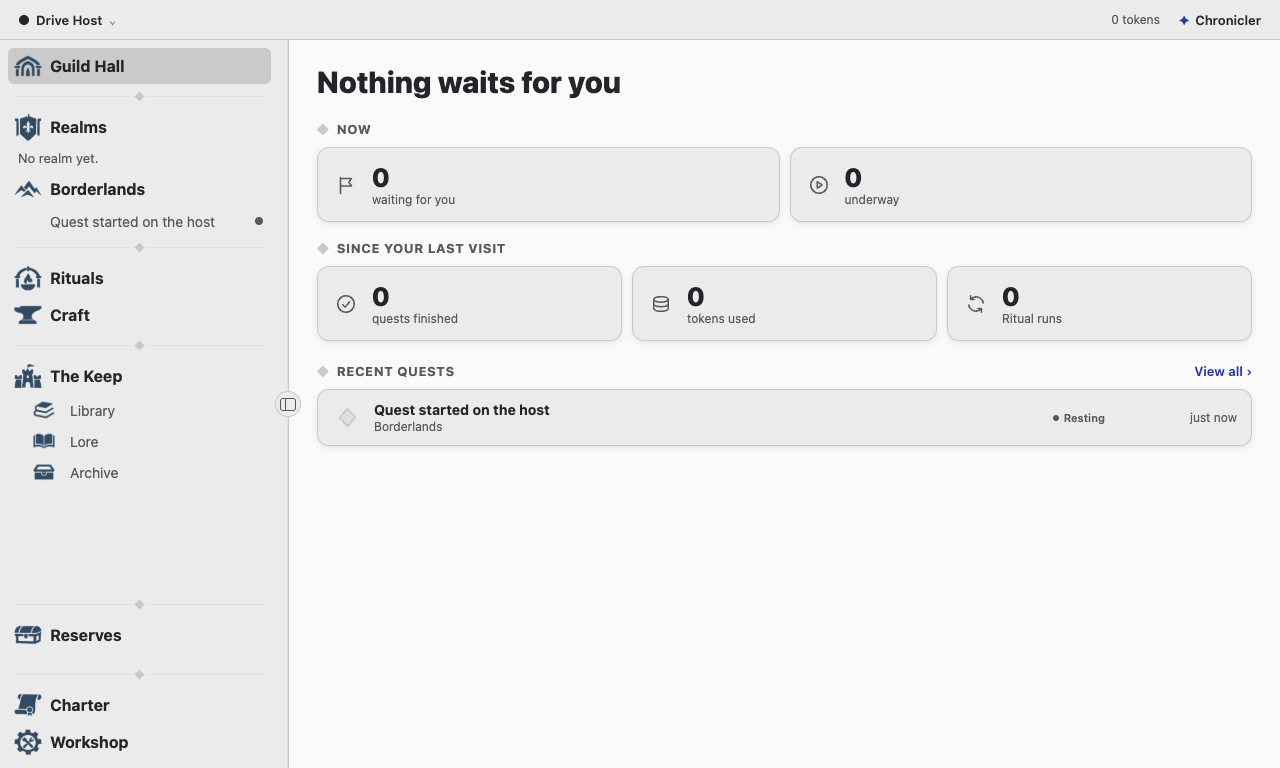 Drive Host
0 tokens
Chronicler
Guild Hall
Realms
No realm yet.
Borderlands
Quest started on the host
Rituals
Craft
The Keep
Library
Lore
Archive
Reserves
Charter
Workshop
Nothing waits for you
NOW
0
waiting for you
0
underway
SINCE YOUR LAST VISIT
0
quests finished
0
tokens used
0
Ritual runs
RECENT QUESTS
View all ›
Quest started on the host
Borderlands
Resting
just now